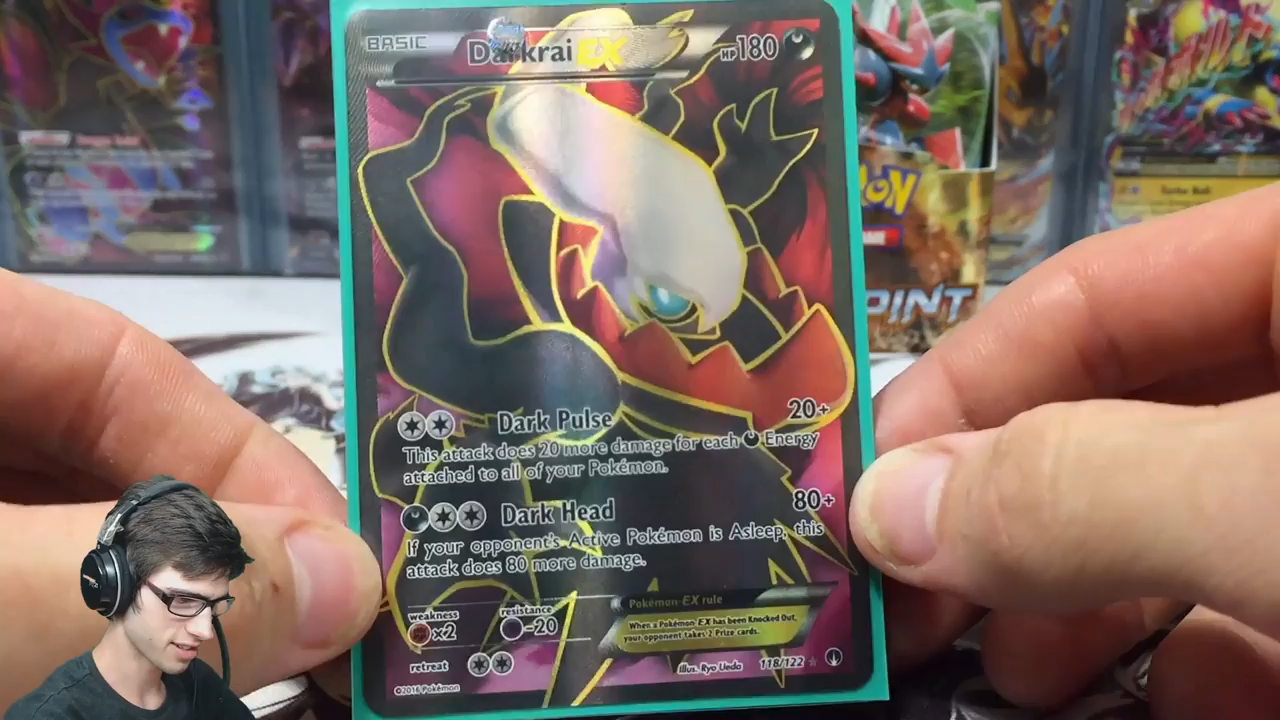 BASIC Darkrai EX HP180
Dark Pulse 20+
This attack does 20 more damage for each Energy
attached to all of your Pokémon.
Dark Head 80+
If your opponent's Active Pokémon is Asleep, this
attack does 80 more damage.
weakness resistance
x2 -20
Pokémon-EX rule
When a Pokémon-EX has been Knocked Out,
your opponent takes 2 Prize cards.
retreat
Illus. Ryo Ueda 118/122
©2016 Pokémon
Turbo Bolt